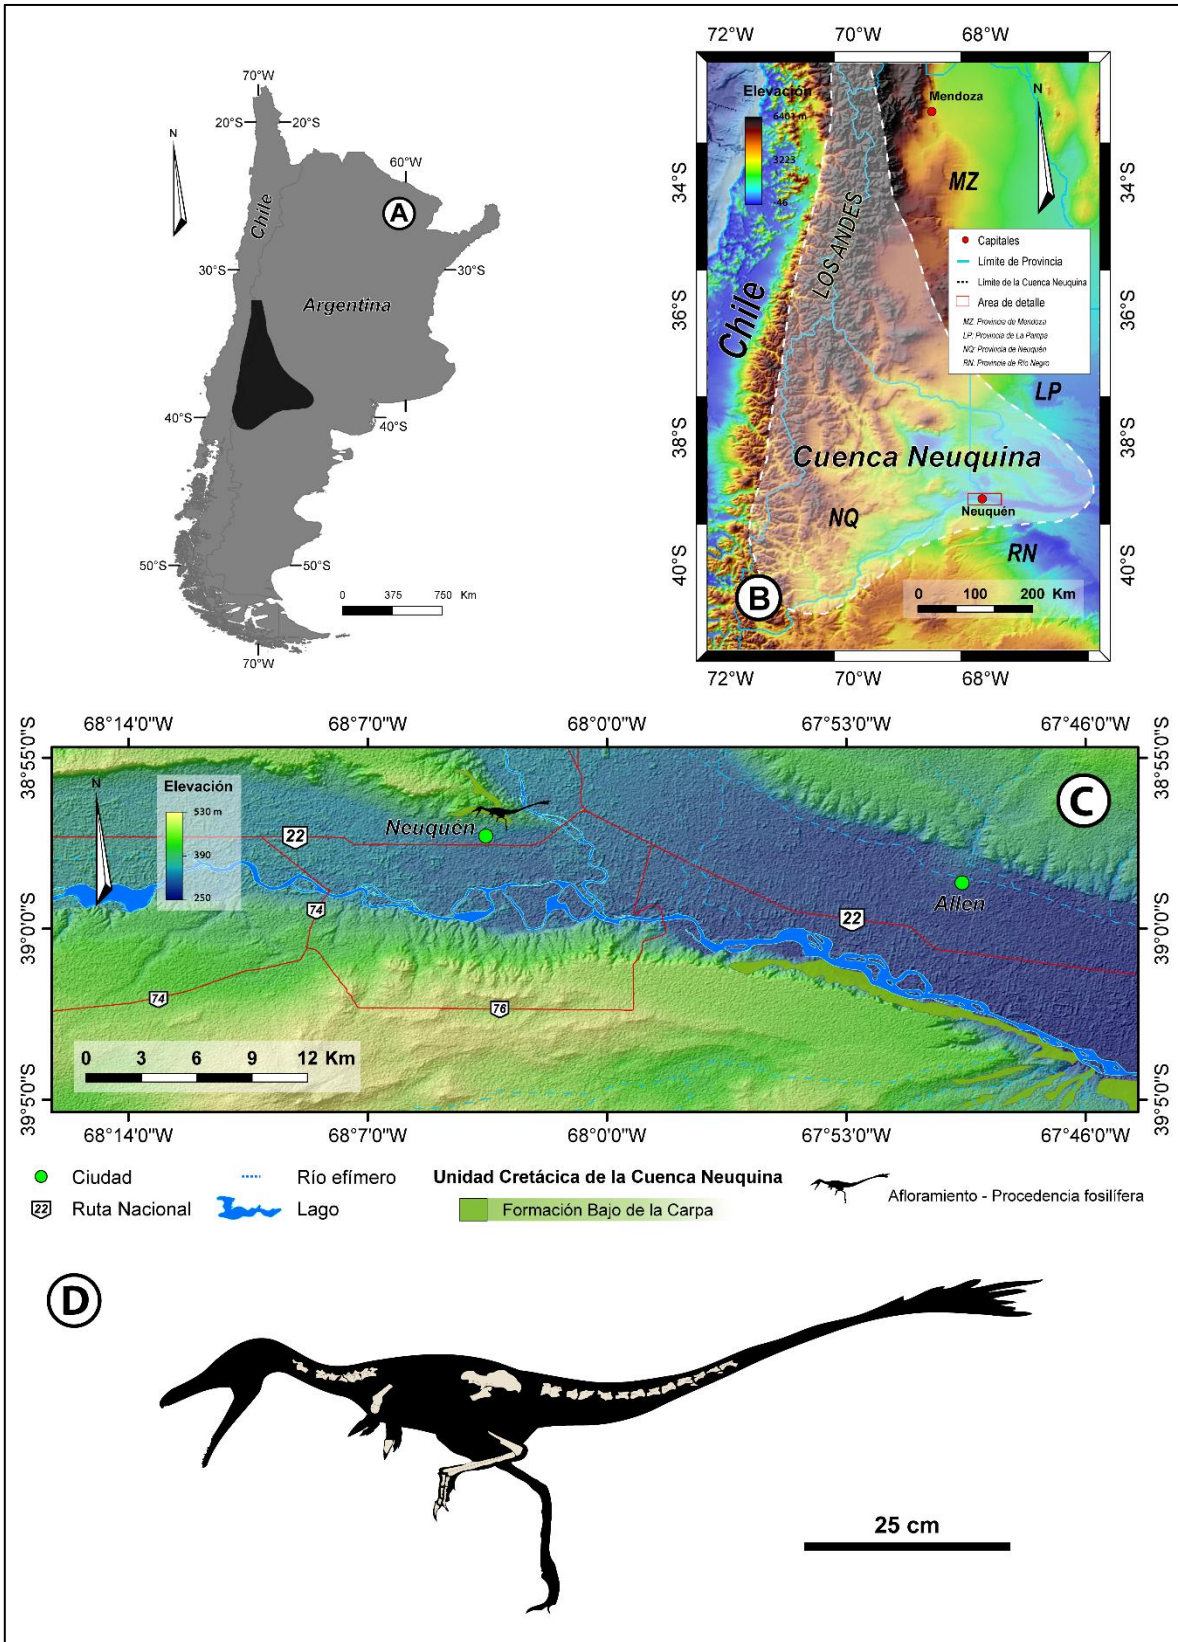 70°W
20°S
20°S
N
60°W
A
Chile
30°S
30°S
Argentina
40°S
40°S
50°S
50°S
0 375 750 Km
70°W
72°W 70°W 68°W
Elevación
6401 m
3223
-46
Mendoza
N
34°S
34°S
MZ
LOS ANDES
Capitales
Límite de Provincia
Límite de la Cuenca Neuquina
Area de detalle
MZ: Provincia de Mendoza
LP: Provincia de La Pampa
NQ: Provincia de Neuquén
RN: Provincia de Río Negro
Chile
36°S
36°S
LP
38°S
38°S
Cuenca Neuquina
NQ
Neuquén
RN
40°S
40°S
B
0 100 200 Km
72°W 70°W 68°W
68°14'0"W 68°7'0"W 68°0'0"W 67°53'0"W 67°46'0"W
38°55'0"S
38°55'0"S
N
Elevación
530 m
390
250
C
22
Neuquén
Allen
74
22
39°0'0"S
39°0'0"S
74
76
0 3 6 9 12 Km
39°5'0"S
39°5'0"S
68°14'0"W 68°7'0"W 68°0'0"W 67°53'0"W 67°46'0"W
Ciudad
Río efímero
Unidad Cretácica de la Cuenca Neuquina
22 Ruta Nacional
Lago
Formación Bajo de la Carpa
Afloramiento - Procedencia fosilífera
D
25 cm